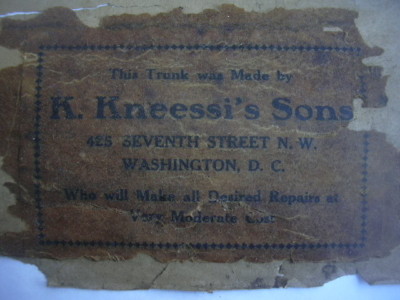 This Trunk was Made by
K. Kneessi's Sons
425 SEVENTH STREET N. W.
WASHINGTON, D. C.
Who will Make all Desired Repairs at
Very Moderate Cost